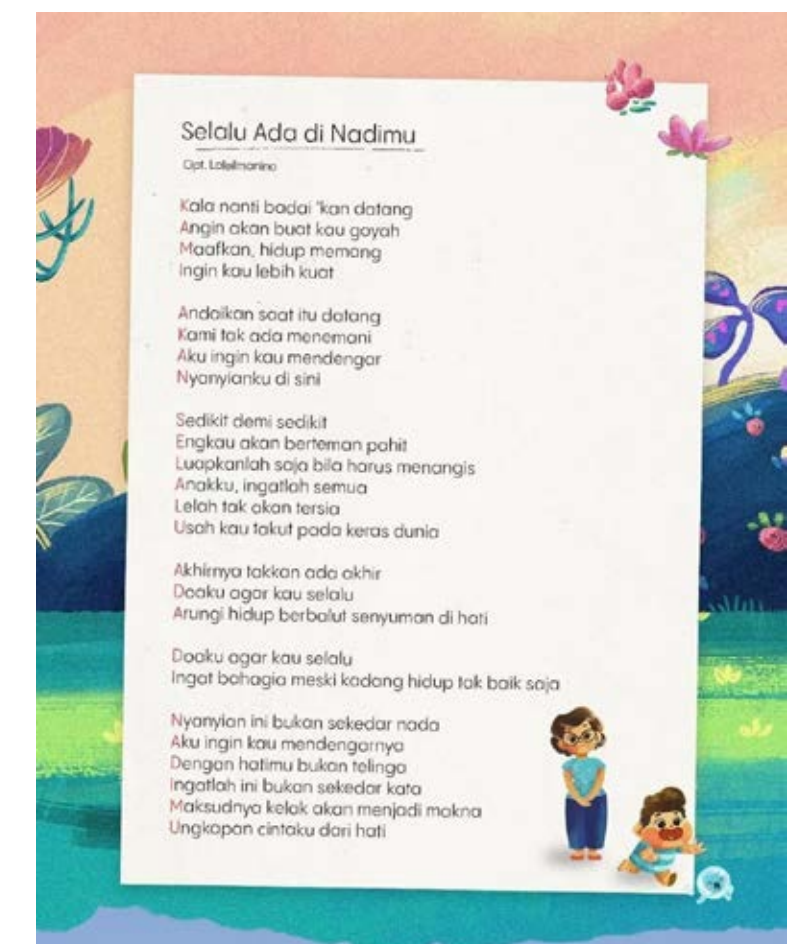 Selalu Ada di Nadimu
Cipt. Laleilmanino
Kala nanti badai 'kan datang
Angin akan buat kau goyah
Maafkan, hidup memang
Ingin kau lebih kuat
Andaikan saat itu datang
Kami tak ada menemani
Aku ingin kau mendengar
Nyanyianku di sini
Sedikit demi sedikit
Engkau akan berteman pahit
Luapkanlah saja bila harus menangis
Anakku, ingatlah semua
Lelah tak akan tersia
Usah kau takut pada keras dunia
Akhirnya takkan ada akhir
Doaku agar kau selalu
Arungi hidup berbalut senyuman di hati
Doaku agar kau selalu
Ingat bahagia meski kadang hidup tak baik saja
Nyanyian ini bukan sekedar nada
Aku ingin kau mendengarnya
Dengan hatimu bukan telinga
Ingatlah ini bukan sekedar kata
Maksudnya kelak akan menjadi makna
Ungkapan cintaku dari hati